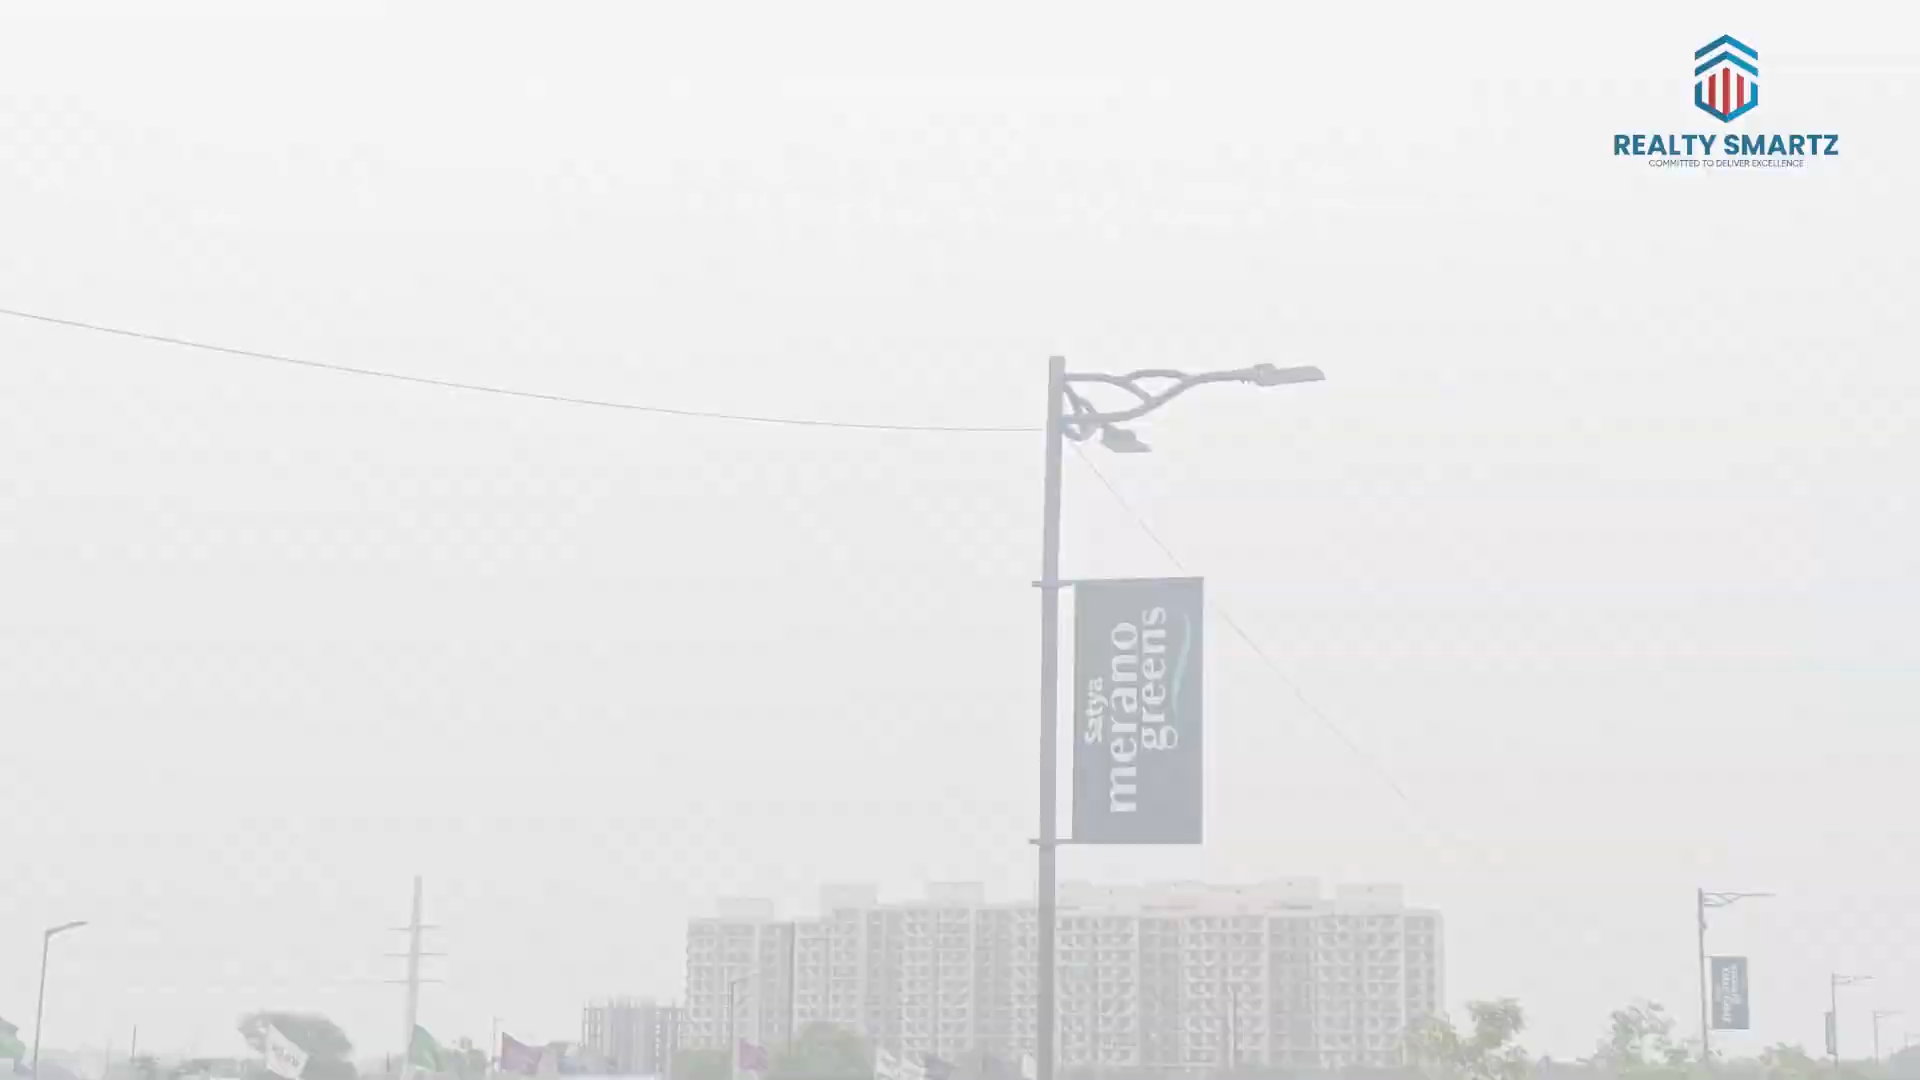 REALTY SMARTZ
COMMITTED TO DELIVER EXCELLENCE
Satya
merano
greens